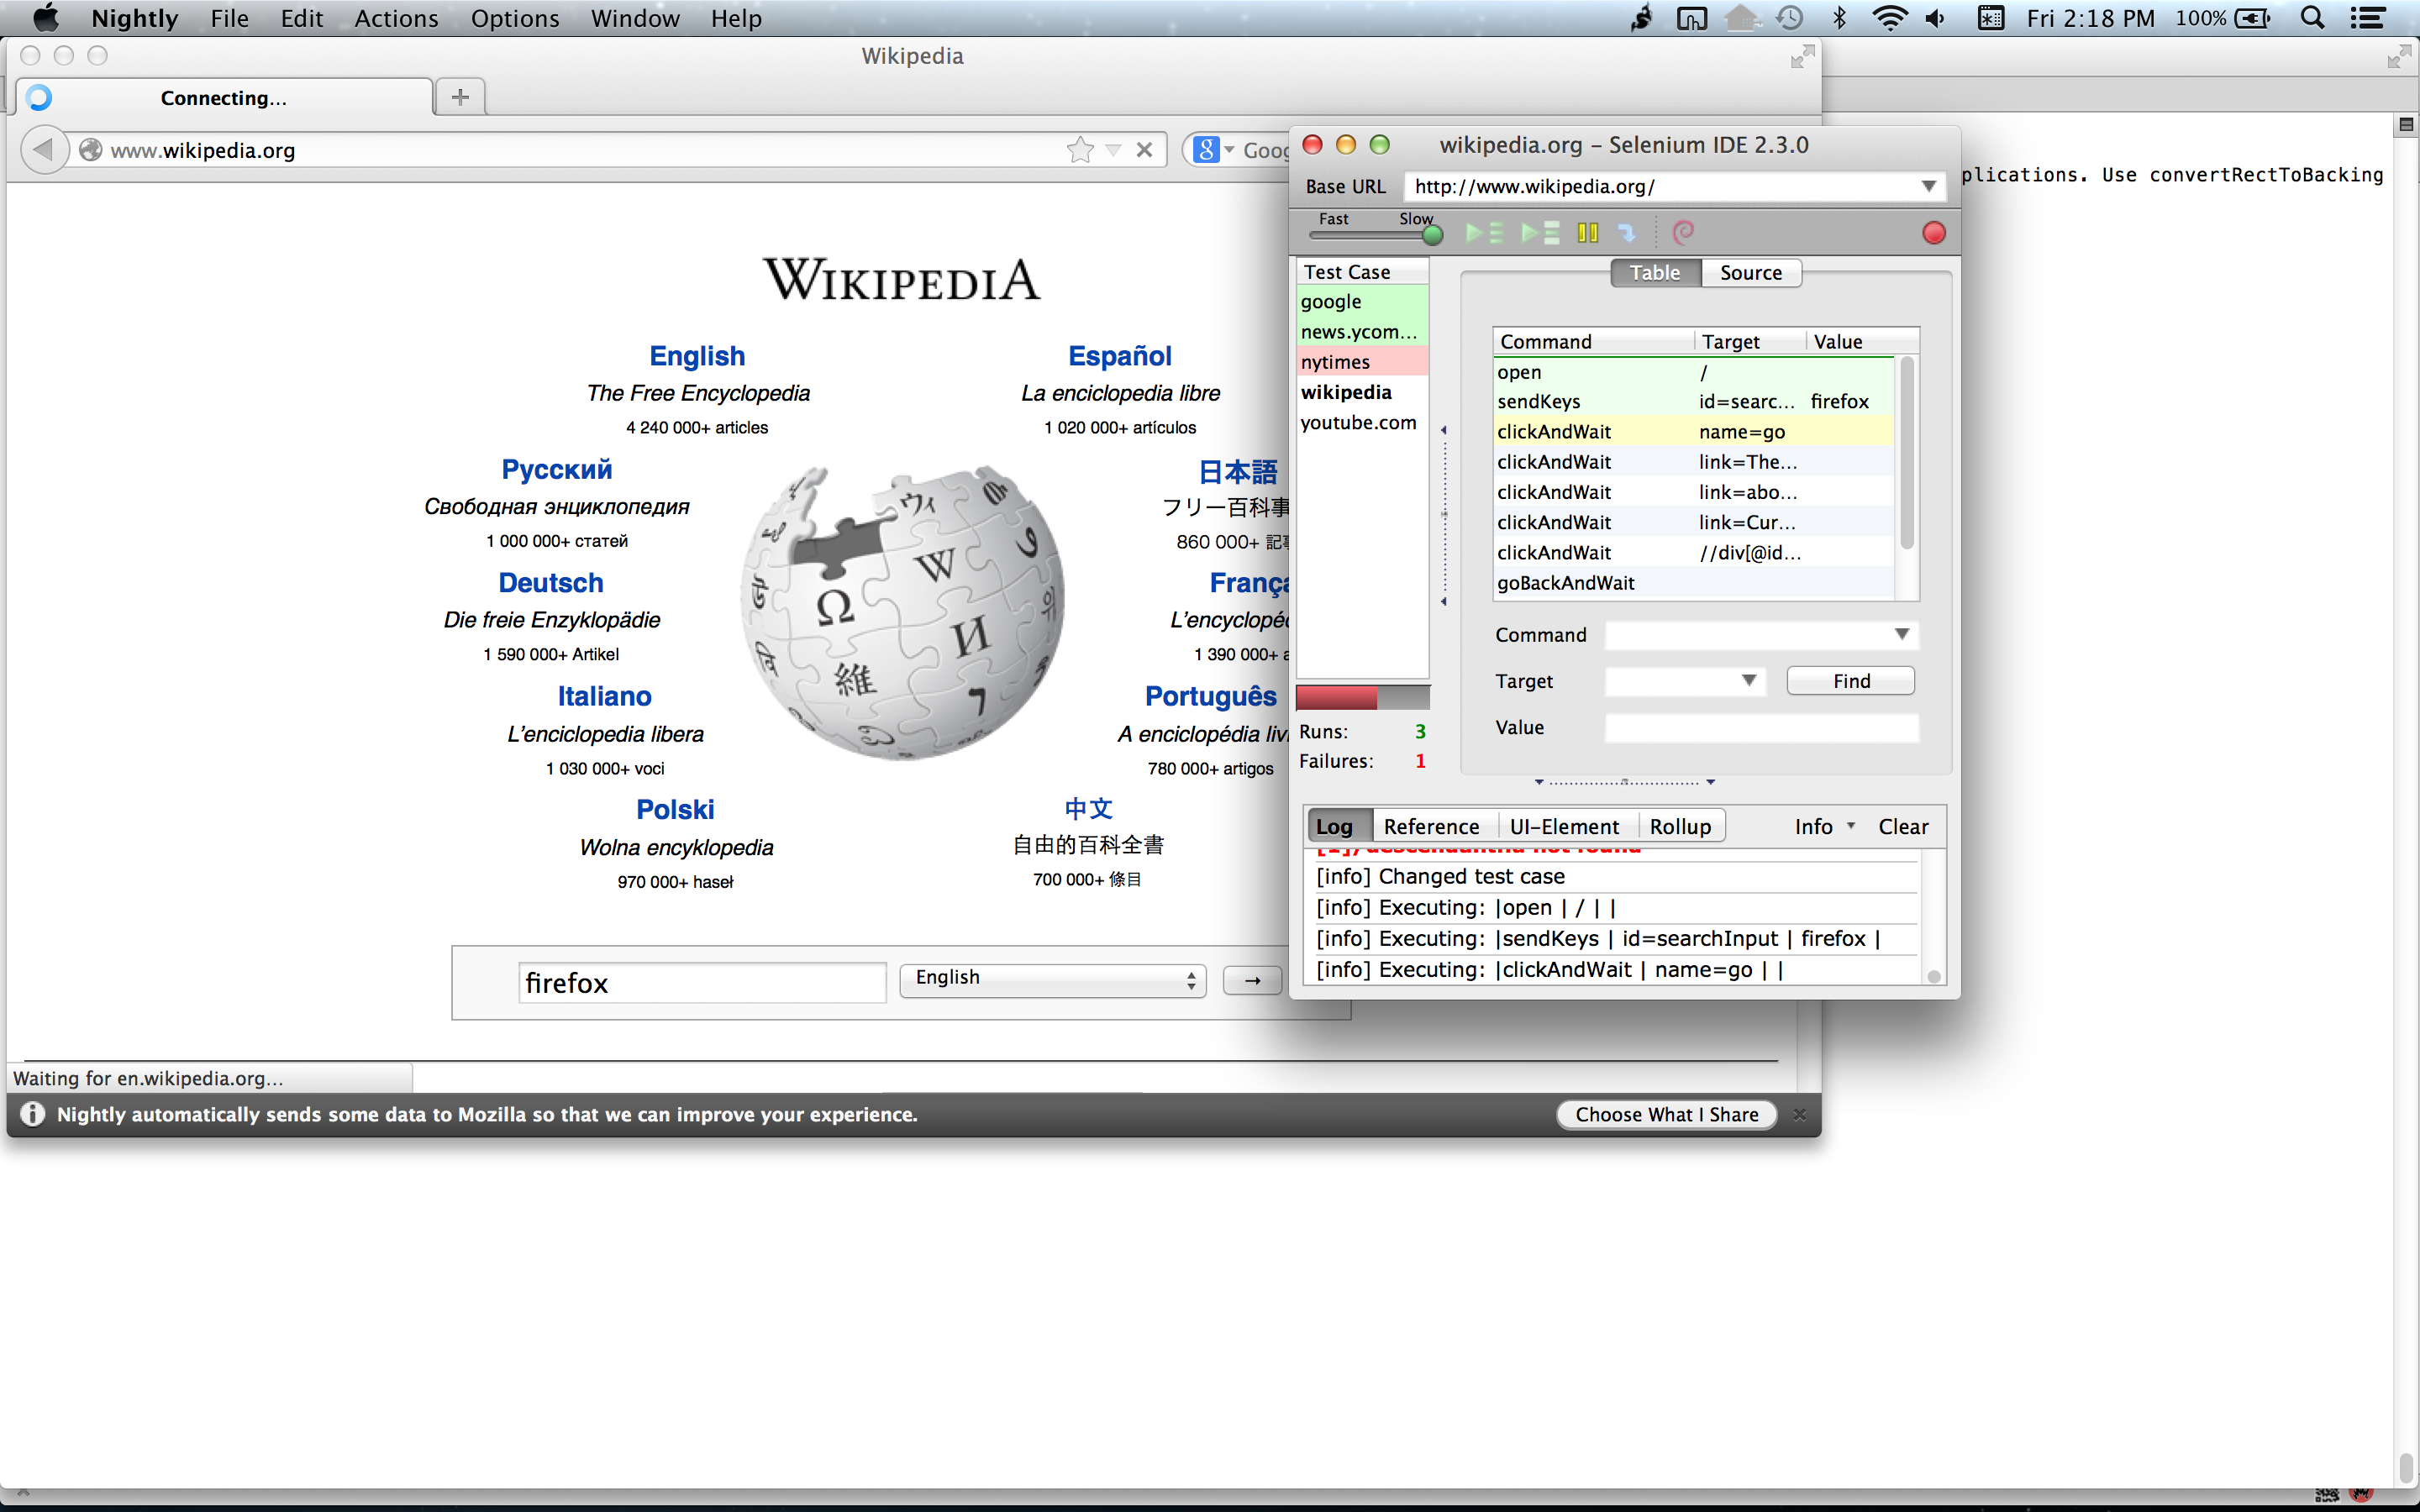 Nightly File Edit Actions Options Window Help Fri 2:18 PM 100%
Wikipedia
Connecting...
www.wikipedia.org
WIKIPEDIA
English
The Free Encyclopedia
4 240 000+ articles
Español
La enciclopedia libre
1 020 000+ artículos
Русский
Свободная энциклопедия
1 000 000+ статей
日本語
フリー百科事
860 000+ 記
Deutsch
Die freie Enzyklopädie
1 590 000+ Artikel
França
L'encyclopé
1 390 000+ a
Italiano
L'enciclopedia libera
1 030 000+ voci
Português
A enciclopédia liv
780 000+ artigos
Polski
Wolna encyklopedia
970 000+ haseł
中文
自由的百科全書
700 000+ 條目
Ω W И 維 ウィ 7
firefox English →
Waiting for en.wikipedia.org...
Nightly automatically sends some data to Mozilla so that we can improve your experience. Choose What I Share
Goog
wikipedia.org – Selenium IDE 2.3.0
Base URL http://www.wikipedia.org/
Fast Slow
Test Case
google
news.ycom...
nytimes
wikipedia
youtube.com
Runs: 3
Failures: 1
Table Source
Command Target Value
open /
sendKeys id=searc... firefox
clickAndWait name=go
clickAndWait link=The...
clickAndWait link=abo...
clickAndWait link=Cur...
clickAndWait //div[@id...
goBackAndWait
Command
Target Find
Value
Log Reference UI-Element Rollup Info Clear
[info] Changed test case
[info] Executing: |open | / | |
[info] Executing: |sendKeys | id=searchInput | firefox |
[info] Executing: |clickAndWait | name=go | |
plications. Use convertRectToBacking